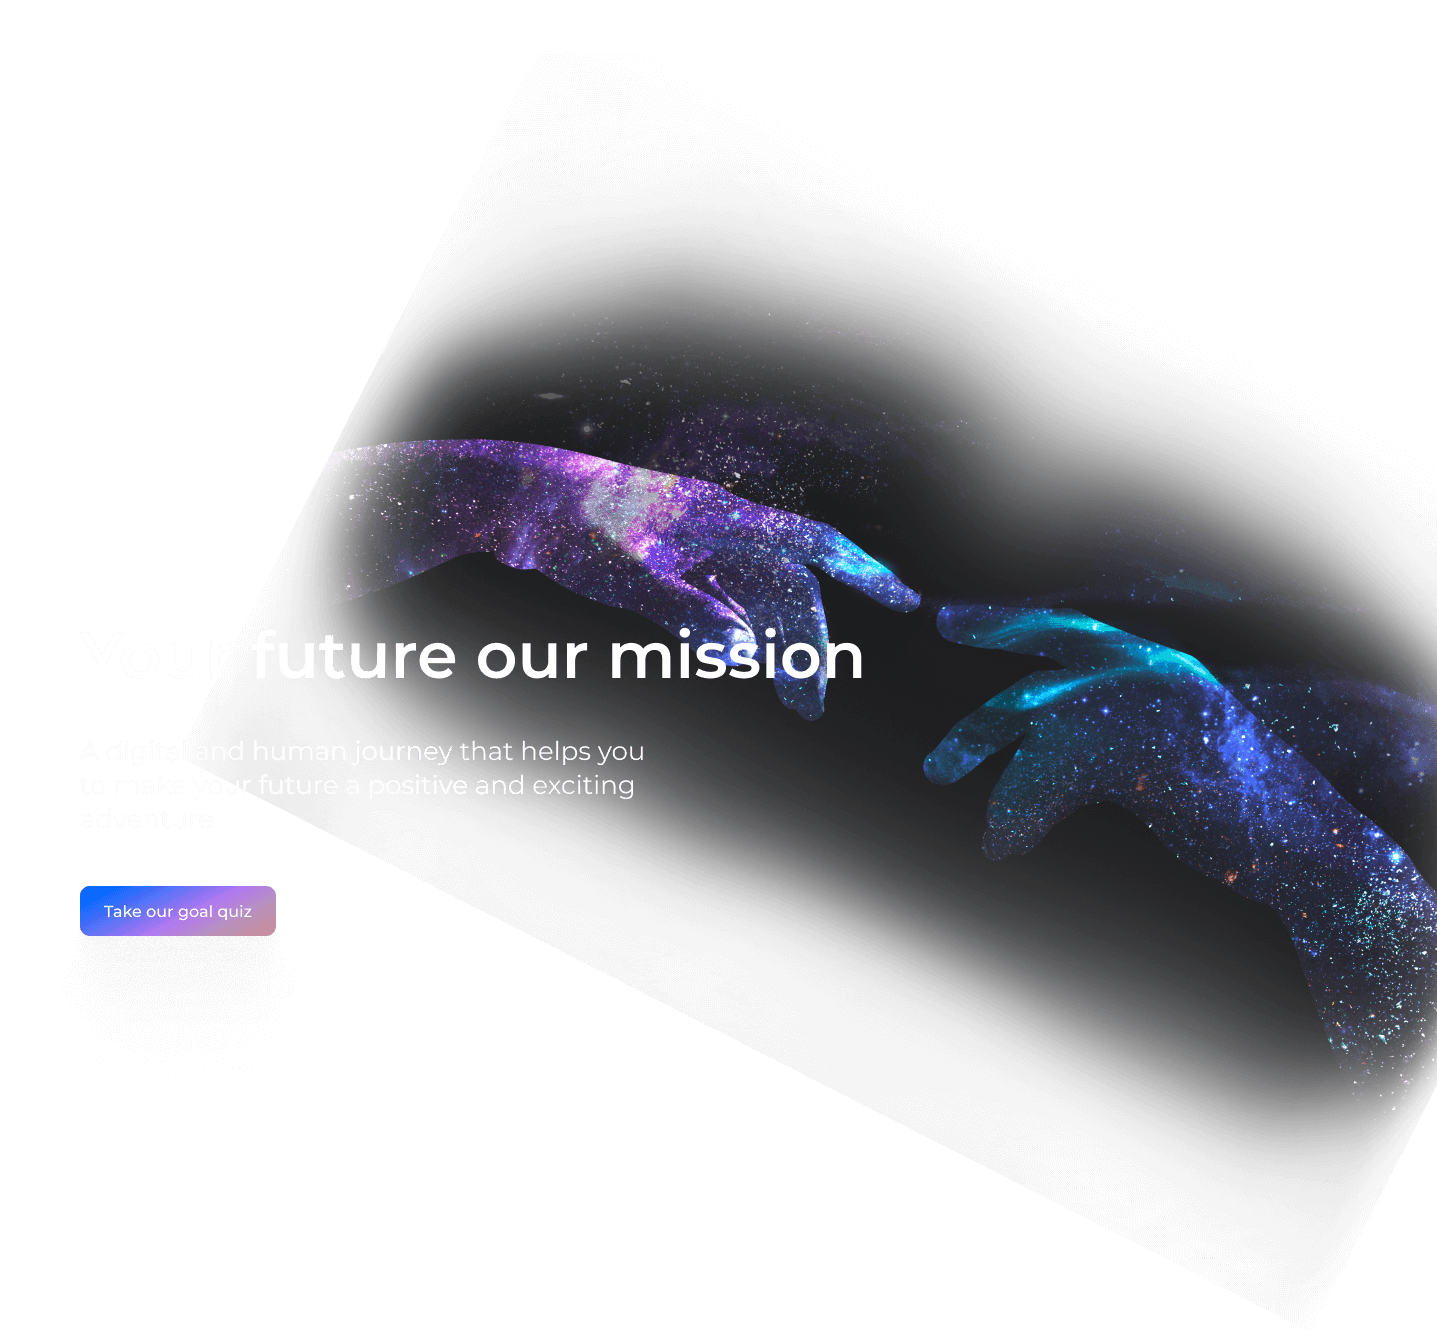 Your future our mission
A digital and human journey that helps you
to make your future a positive and exciting
adventure
Take our goal quiz